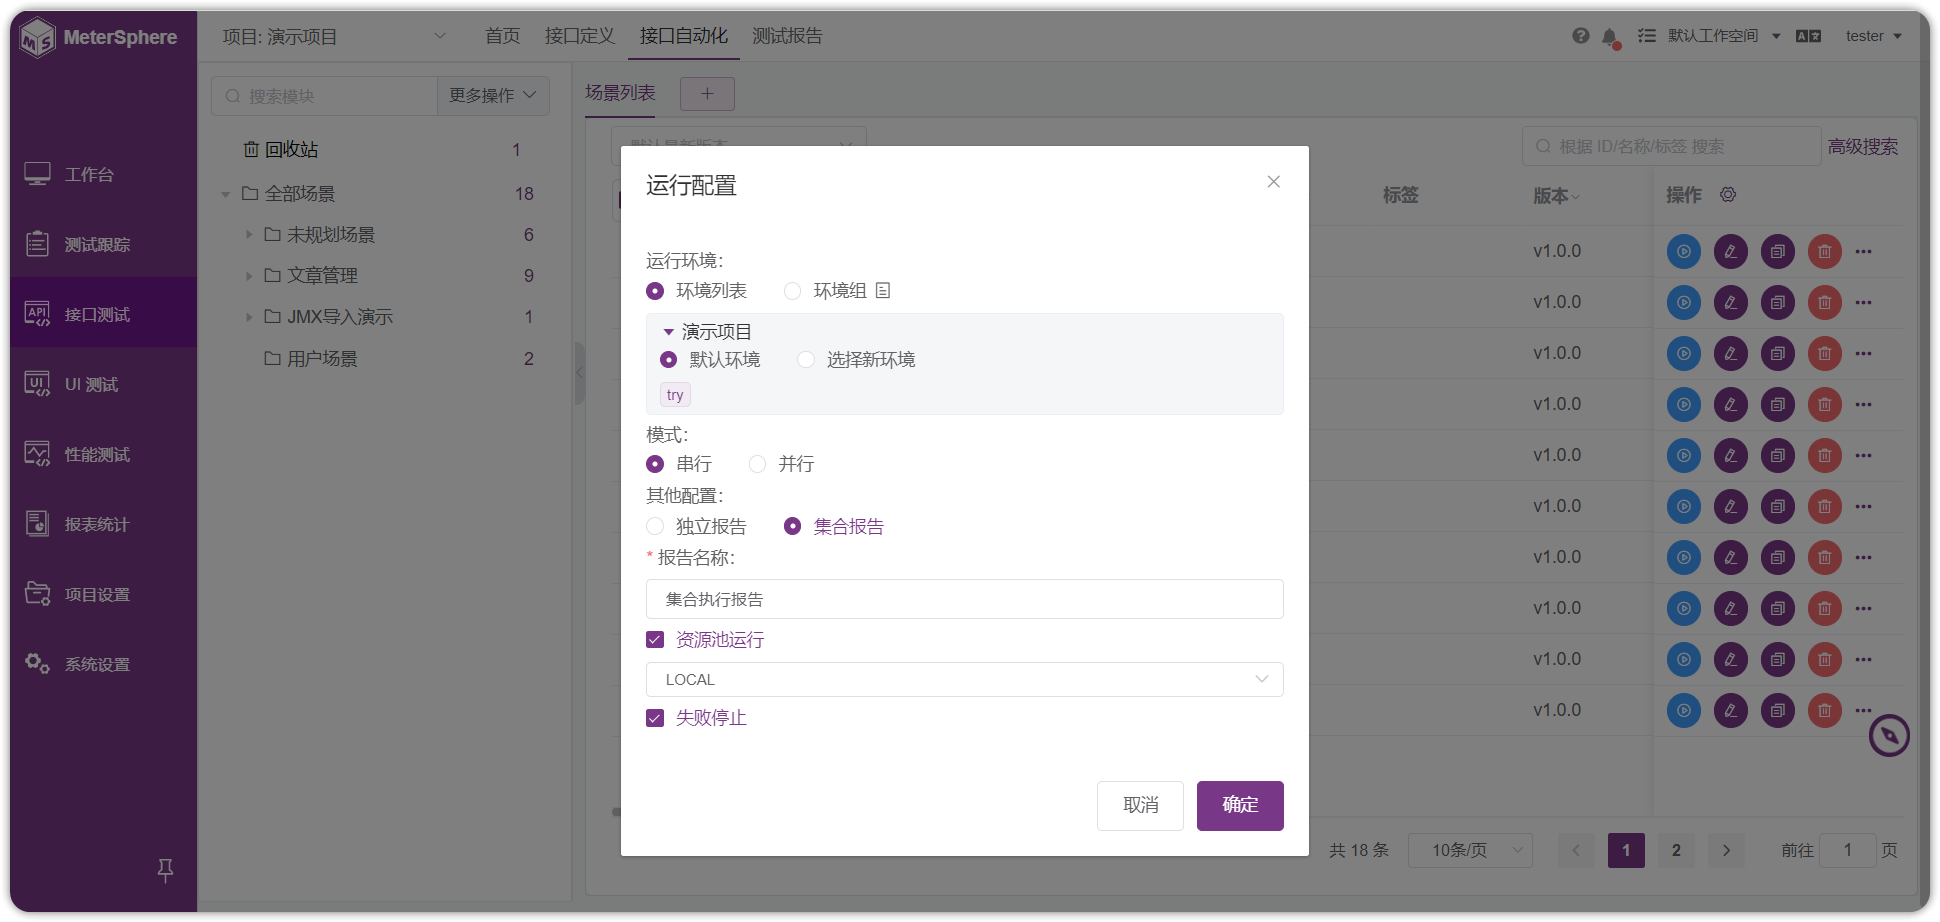 MeterSphere
项目: 演示项目
首页
接口定义
接口自动化
测试报告
默认工作空间
tester
工作台
测试跟踪
API
接口测试
UI
UI 测试
性能测试
报表统计
项目设置
系统设置
搜索模块
更多操作
回收站 1
全部场景 18
未规划场景 6
文章管理 9
JMX导入演示 1
用户场景 2
场景列表
+
默认最新版本
根据 ID/名称/标签 搜索
高级搜索
标签
版本
操作
v1.0.0
v1.0.0
v1.0.0
v1.0.0
v1.0.0
v1.0.0
v1.0.0
v1.0.0
v1.0.0
v1.0.0
共 18 条
10条/页
1
2
前往 1 页
运行配置
运行环境:
环境列表 环境组
演示项目
默认环境 选择新环境
try
模式:
串行 并行
其他配置:
独立报告 集合报告
* 报告名称:
集合执行报告
资源池运行
LOCAL
失败停止
取消
确定